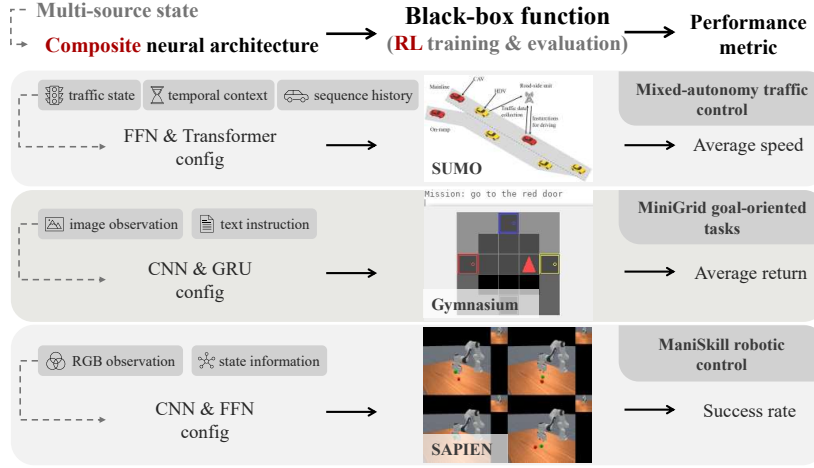 Multi-source state
Composite neural architecture
Black-box function
(RL training & evaluation)
Performance
metric
traffic state
temporal context
sequence history
FFN & Transformer
config
Mainline
CAV
HDV
Road-side unit
Traffic data
collection
Instructions
for driving
On-ramp
SUMO
Mixed-autonomy traffic
control
Average speed
image observation
text instruction
CNN & GRU
config
Mission: go to the red door
Gymnasium
MiniGrid goal-oriented
tasks
Average return
RGB observation
state information
CNN & FFN
config
SAPIEN
ManiSkill robotic
control
Success rate